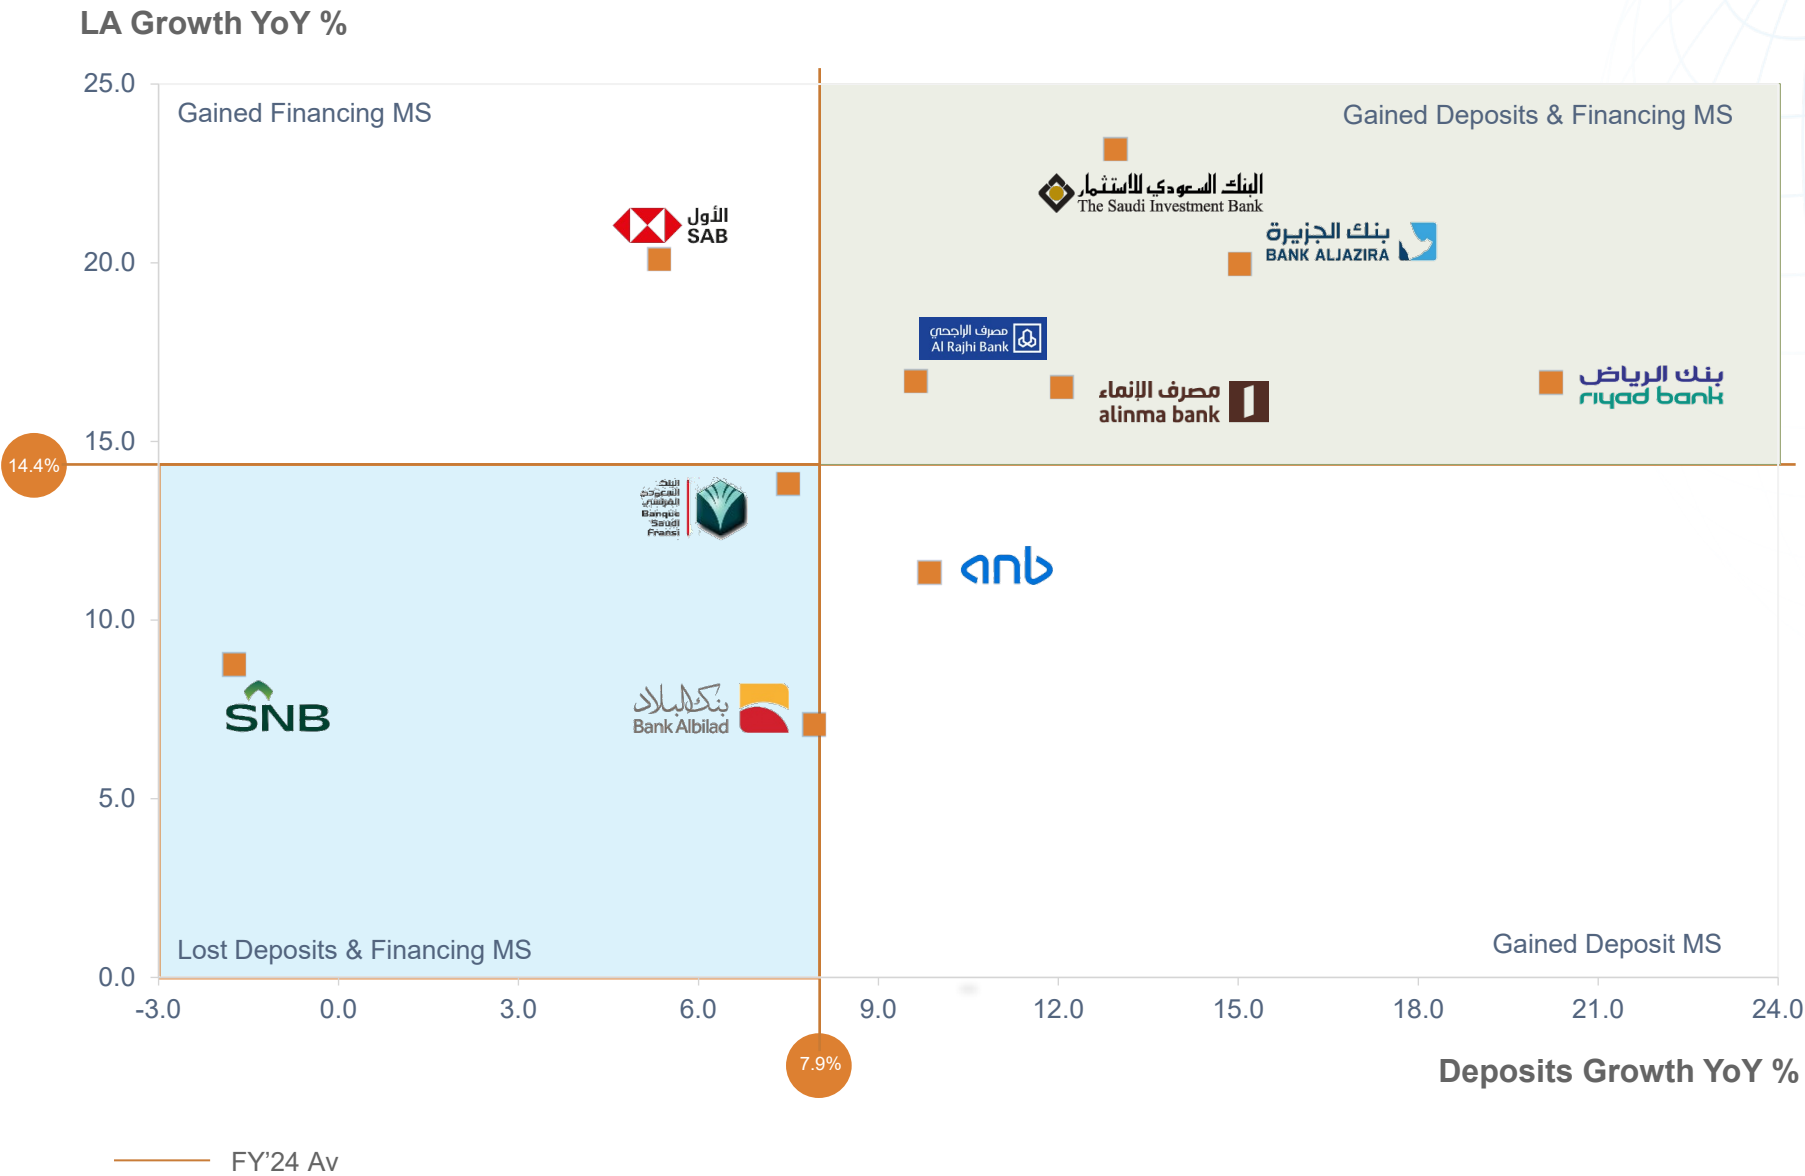 LA Growth YoY %
25.0
Gained Financing MS
Gained Deposits & Financing MS
البنك السعودي للاستثمار
The Saudi Investment Bank
الأول
SAB
بنك الجزيرة
BANK ALJAZIRA
20.0
مصرف الراجحي
Al Rajhi Bank
مصرف الإنماء
alinma bank
بنك الرياض
riyad bank
15.0
14.4%
البنك
السعودي
الفرنسي
Banque
Saudi
Fransi
anb
10.0
SNB
بنك البلاد
Bank Albilad
5.0
Lost Deposits & Financing MS
Gained Deposit MS
0.0
-3.0 0.0 3.0 6.0 9.0 12.0 15.0 18.0 21.0 24.0
7.9%
Deposits Growth YoY %
FY’24 Av